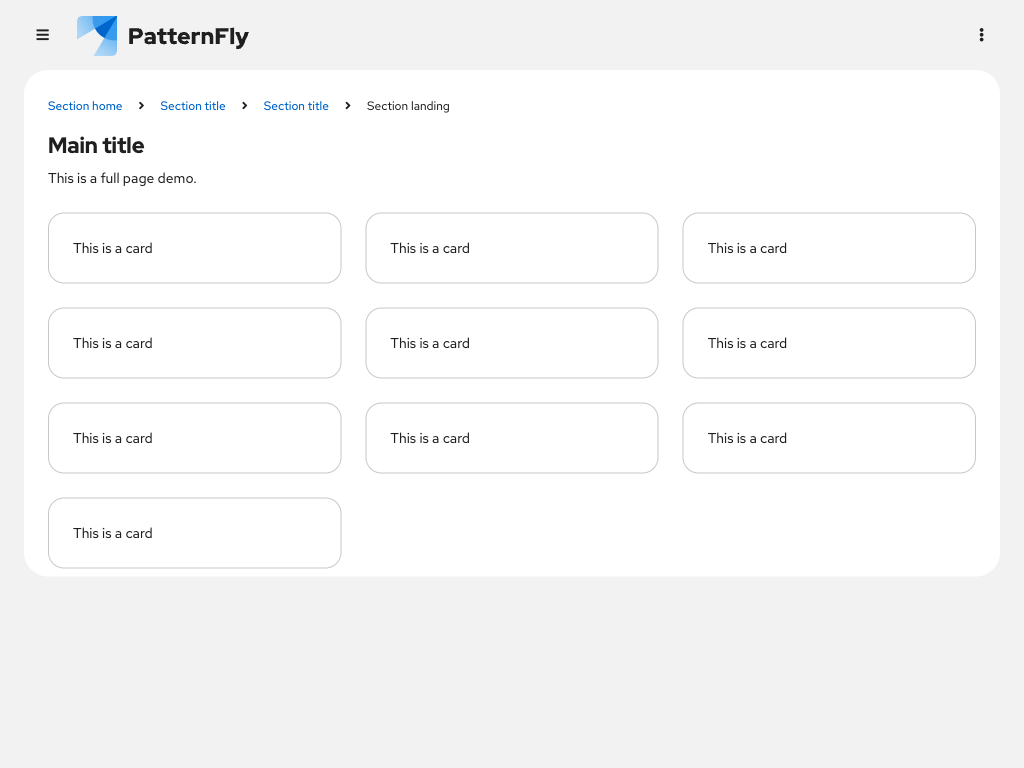 PatternFly
Section home Section title Section title Section landing
Main title
This is a full page demo.
This is a card This is a card This is a card
This is a card This is a card This is a card
This is a card This is a card This is a card
This is a card